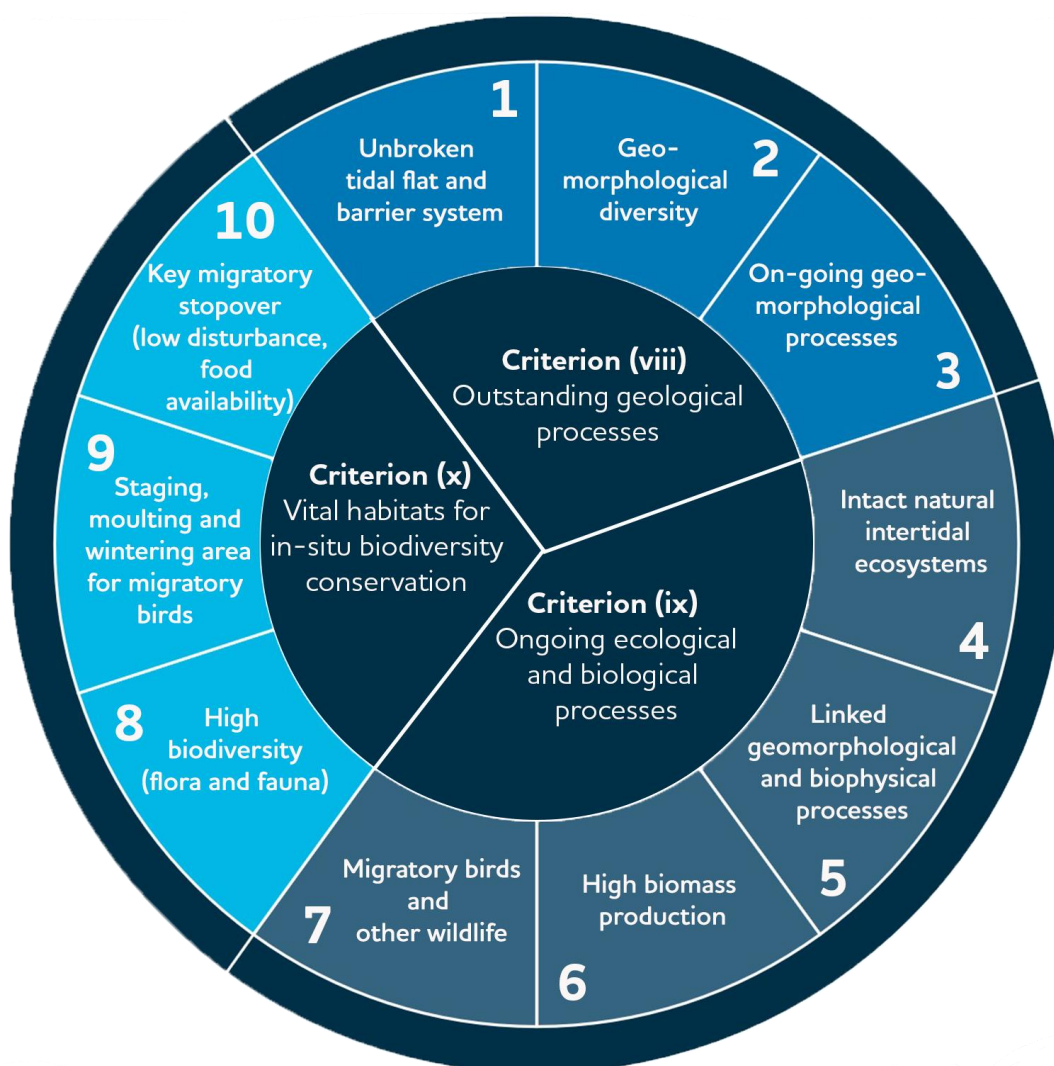 1
Unbroken
tidal flat and
barrier system
2
Geo-
morphological
diversity
On-going geo-
morphological
processes
3
Intact natural
intertidal
ecosystems
4
Linked
geomorphological
and biophysical
processes
5
High biomass
production
6
Migratory birds
and
other wildlife
7
8
High
biodiversity
(flora and fauna)
9
Staging,
moulting and
wintering area
for migratory
birds
10
Key migratory
stopover
(low disturbance,
food
availability)
Criterion (viii)
Outstanding geological
processes
Criterion (ix)
Ongoing ecological
and biological
processes
Criterion (x)
Vital habitats for
in-situ biodiversity
conservation